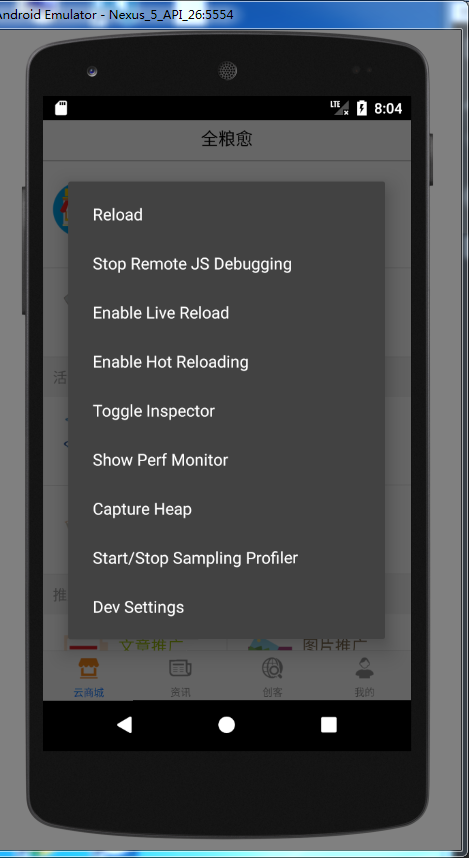 Android Emulator - Nexus_5_API_26:5554
LTE
8:04
全粮愈
Reload
Stop Remote JS Debugging
Enable Live Reload
Enable Hot Reloading
活
Toggle Inspector
Show Perf Monitor
Capture Heap
Start/Stop Sampling Profiler
推
Dev Settings
文章推广 图片推广
云商城 资讯 创客 我的